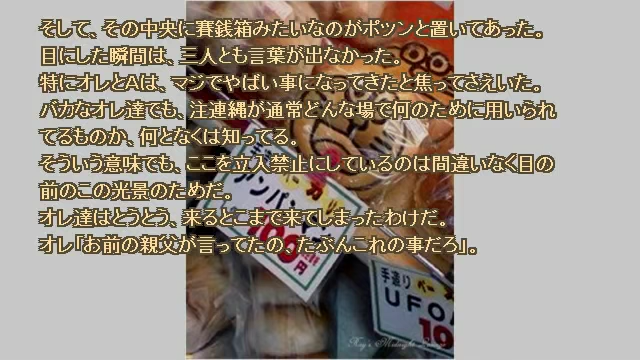 そして、その中央に賽銭箱みたいなのがポツンと置いてあった。
目にした瞬間は、三人とも言葉が出なかった。
特にオレとAは、マジでやばい事になってきたと焦ってさえいた。
バカなオレ達でも、注連縄が通常どんな場で何のために用いられ
てるものか、何となくは知ってる。
そういう意味でも、ここを立入禁止にしているのは間違いなく目の
前のこの光景のためだ。
オレ達はとうとう、来るとこまで来てしまったわけだ。
オレ「お前の親父が言ってたの、たぶんこれの事だろ」。
100円
手造り
UFO